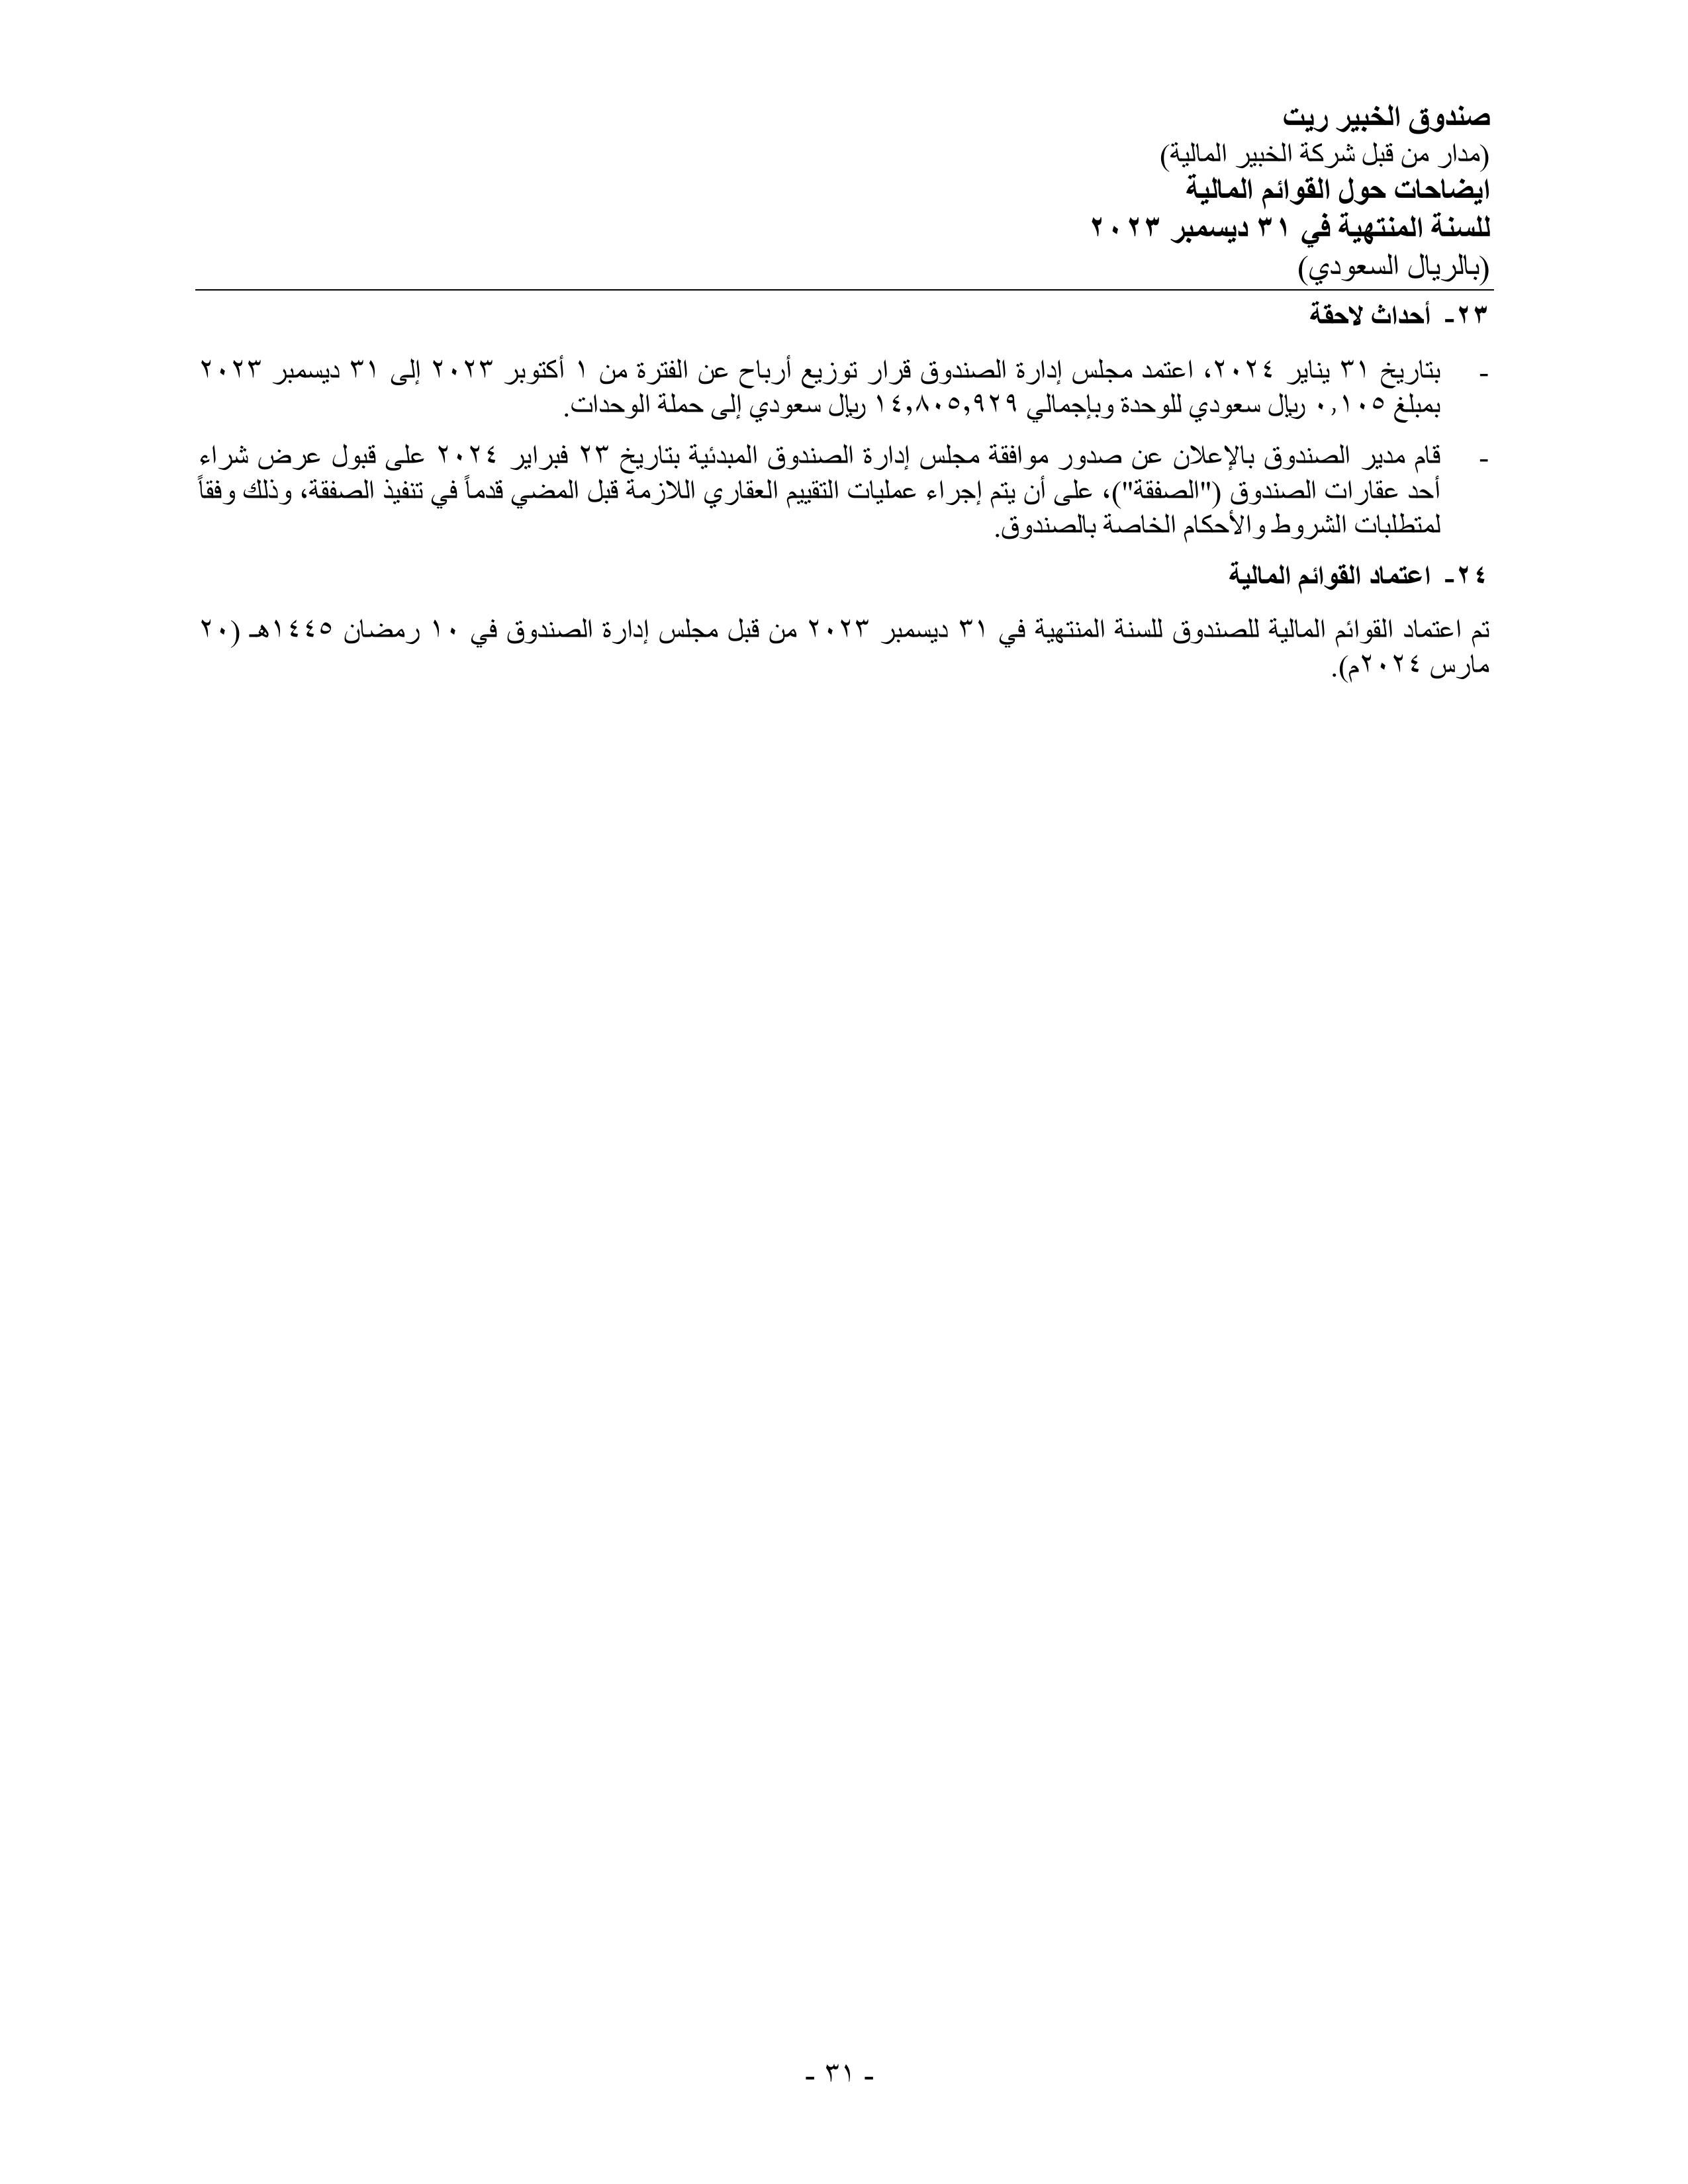 صندوق الخبير ريت
(مدار من قبل شركة الخبير المالية)
ايضاحات حول القوائم المالية
للسنة المنتهية في ٣١ ديسمبر ٢٠٢٣
(بالريال السعودي)
٢٣- أحداث لاحقة
- بتاريخ ٣١ يناير ٢٠٢٤، اعتمد مجلس إدارة الصندوق قرار توزيع أرباح عن الفترة من ١ أكتوبر ٢٠٢٣ إلى ٣١ ديسمبر ٢٠٢٣
بمبلغ ٠٫١٠٥ ريال سعودي للوحدة وبإجمالي ١٤,٨٠٥,٩٢٩ ريال سعودي إلى حملة الوحدات.
- قام مدير الصندوق بالإعلان عن صدور موافقة مجلس إدارة الصندوق المبدئية بتاريخ ٢٣ فبراير ٢٠٢٤ على قبول عرض شراء
أحد عقارات الصندوق ("الصفقة")، على أن يتم إجراء عمليات التقييم العقاري اللازمة قبل المضي قدماً في تنفيذ الصفقة، وذلك وفقاً
لمتطلبات الشروط والأحكام الخاصة بالصندوق.
٢٤- اعتماد القوائم المالية
تم اعتماد القوائم المالية للصندوق للسنة المنتهية في ٣١ ديسمبر ٢٠٢٣ من قبل مجلس إدارة الصندوق في ١٠ رمضان ١٤٤٥هـ (٢٠
مارس ٢٠٢٤م).
- ٣١ -